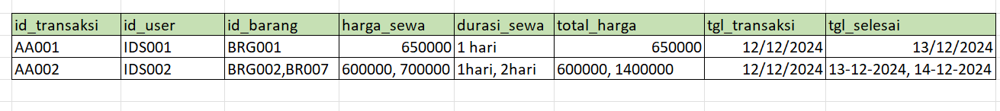 id_transaksi id_user id_barang harga_sewa durasi_sewa total_harga tgl_transaksi tgl_selesai
AA001 IDS001 BRG001 650000 1 hari 650000 12/12/2024 13/12/2024
AA002 IDS002 BRG002,BR007 600000, 700000 1hari, 2hari 600000, 1400000 12/12/2024 13-12-2024, 14-12-2024